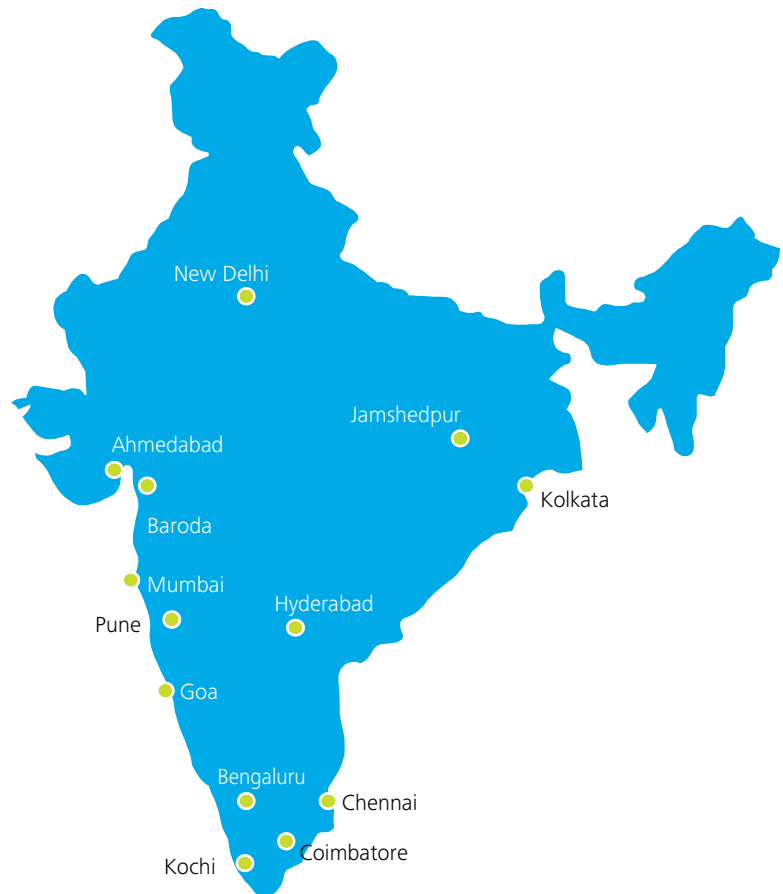 New Delhi
Jamshedpur
Ahmedabad
Kolkata
Baroda
Mumbai
Hyderabad
Pune
Goa
Bengaluru
Chennai
Coimbatore
Kochi